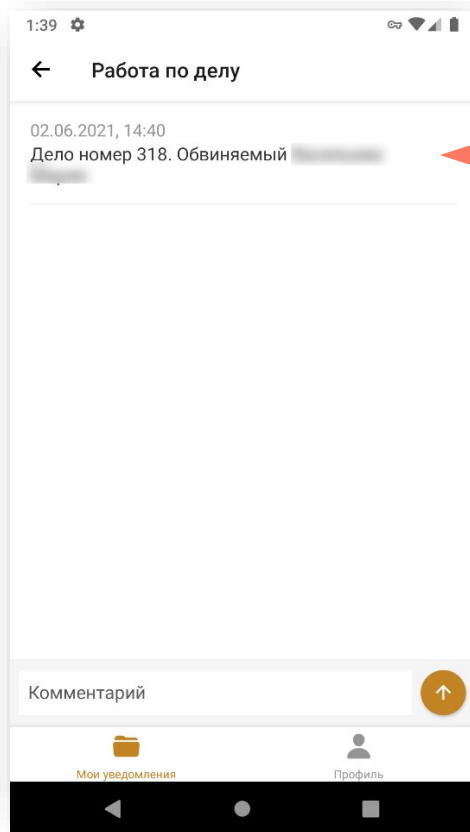 1:39
Работа по делу
02.06.2021, 14:40
Дело номер 318. Обвиняемый
Комментарий
Мои уведомления
Профиль